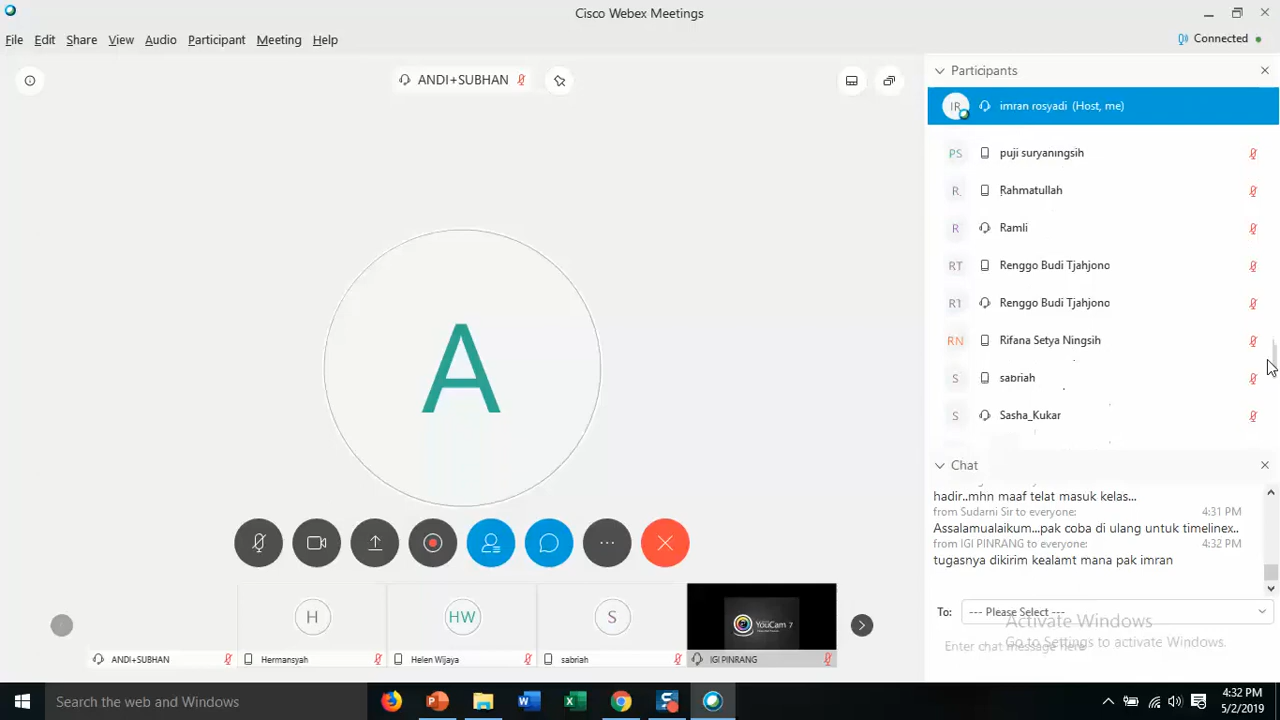 Cisco Webex Meetings
File Edit Share View Audio Participant Meeting Help
Connected
ANDI+SUBHAN
Participants
IR imran rosyadi (Host, me)
PS puji suryaningsih
R Rahmatullah
R Ramli
RT Renggo Budi Tjahjono
RT Renggo Budi Tjahjono
RN Rifana Setya Ningsih
S sabriah
S Sasha_Kukar
A
Chat
hadir..mhn maaf telat masuk kelas...
from Sudarni Sir to everyone: 4:31 PM
Assalamualaikum...pak coba di ulang untuk timelinex..
from IGI PINRANG to everyone: 4:32 PM
tugasnya dikirim kealamt mana pak imran
To: --- Please Select ---
Enter chat message here
Activate Windows
Go to Settings to activate Windows.
H
HW
S
YouCam 7
ANDI+SUBHAN
Hermansyah
Helen Wijaya
sabriah
IGI PINRANG
Search the web and Windows
4:32 PM
5/2/2019